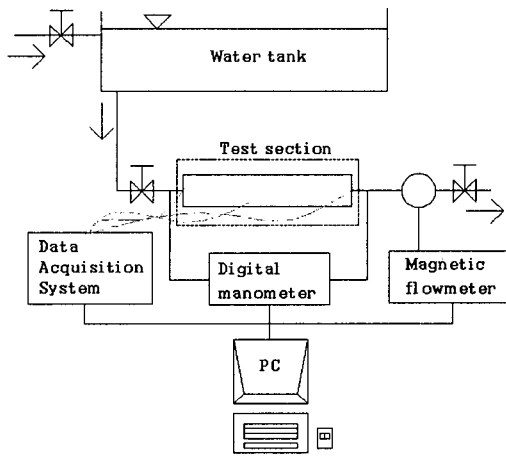 Water tank
Test section
Data
Acquisition
System
Digital
manometer
Magnetic
flowmeter
PC